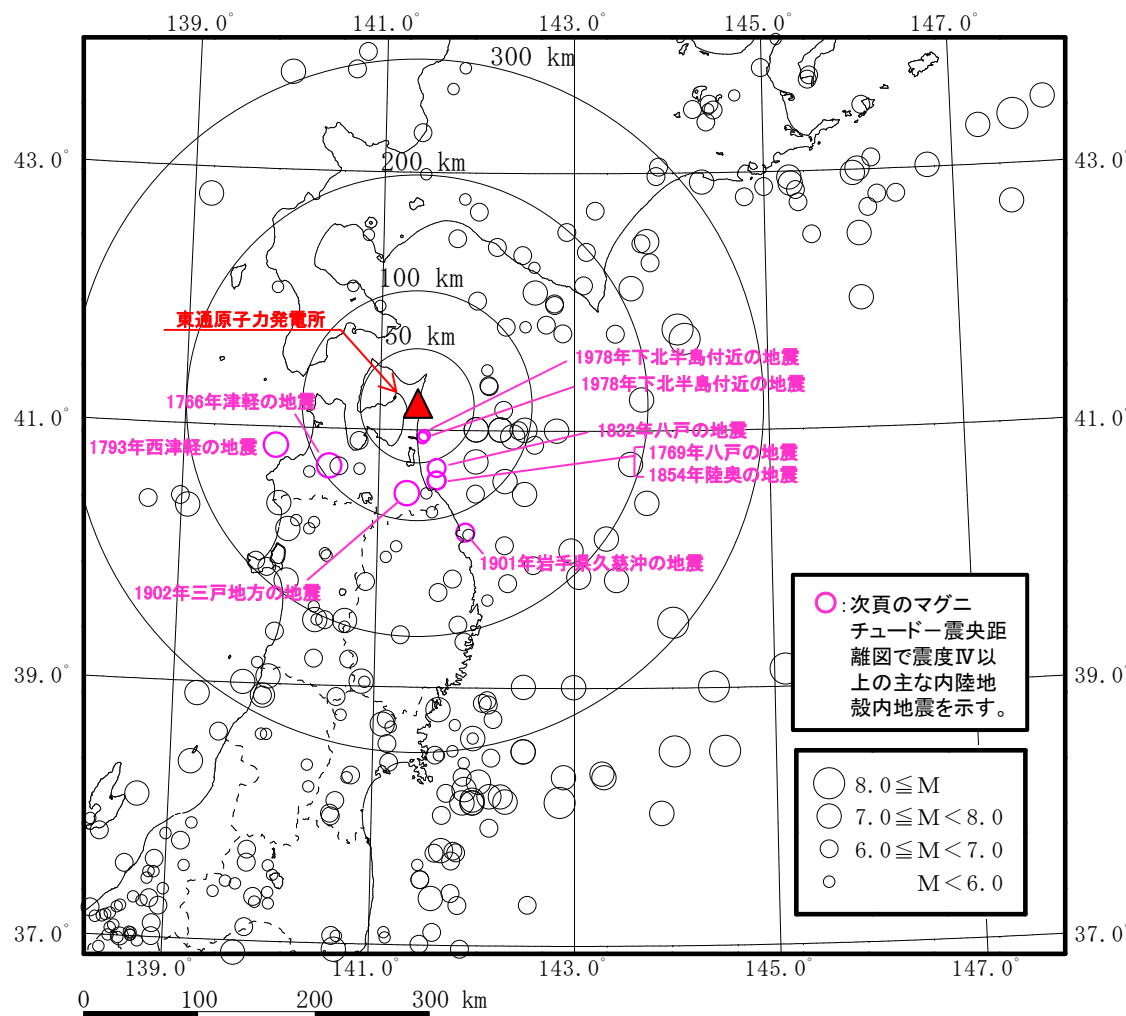 139.0° 141.0° 143.0° 145.0° 147.0°
300 km
43.0° 43.0°
200 km
100 km
東通原子力発電所
50 km
1978年下北半島付近の地震
1978年下北半島付近の地震
1766年津軽の地震
41.0° 41.0°
1832年八戸の地震
1793年西津軽の地震
1769年八戸の地震
1854年陸奥の地震
1901年岩手県久慈沖の地震
1902年三戸地方の地震
○:次頁のマグニ
チュードー震央距
離図で震度Ⅳ以
上の主な内陸地
殻内地震を示す。
39.0° 39.0°
8.0≦M
7.0≦M<8.0
6.0≦M<7.0
M<6.0
37.0° 37.0°
139.0° 141.0° 143.0° 145.0° 147.0°
0 100 200 300 km